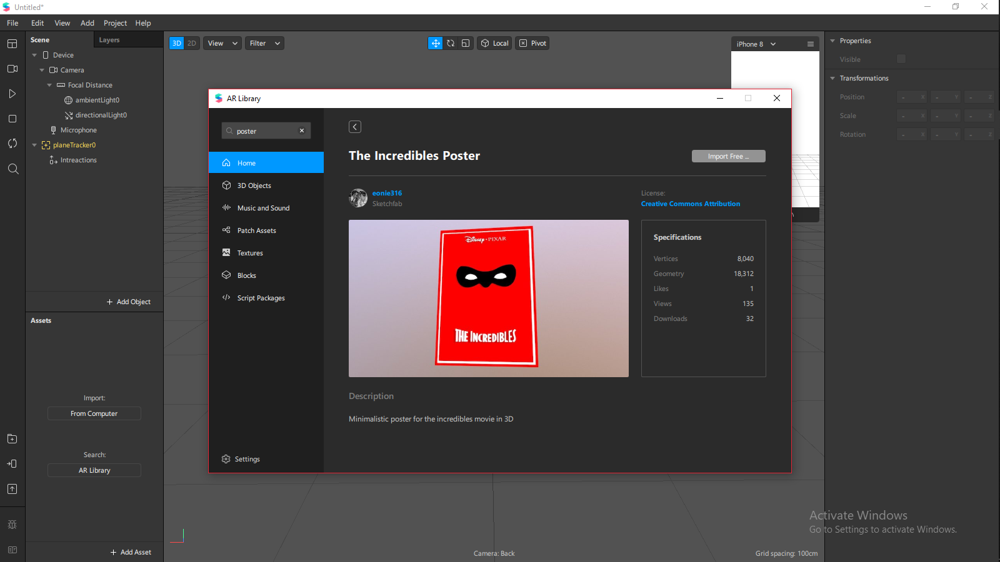 Untitled*
File Edit View Add Project Help
Scene Layers
Device
Camera
Focal Distance
ambientLight0
directionalLight0
Microphone
planeTracker0
Intreactions
+ Add Object
Assets
Import:
From Computer
Search:
AR Library
+ Add Asset
3D 2D View Filter
Local Pivot
iPhone 8
AR Library
poster
Home
3D Objects
Music and Sound
Patch Assets
Textures
Blocks
Script Packages
Settings
The Incredibles Poster
Import Free ...
eonie316
Sketchfab
License:
Creative Commons Attribution
DISNEY · PIXAR
THE INCREDIBLES
Specifications
Vertices 8,040
Geometry 18,312
Likes 1
Views 135
Downloads 32
Description
Minimalistic poster for the incredibles movie in 3D
Camera: Back
Grid spacing: 100cm
Properties
Visible
Transformations
Position - X - Y - Z
Scale - X - Y - Z
Rotation - X - Y - Z
Activate Windows
Go to Settings to activate Windows.